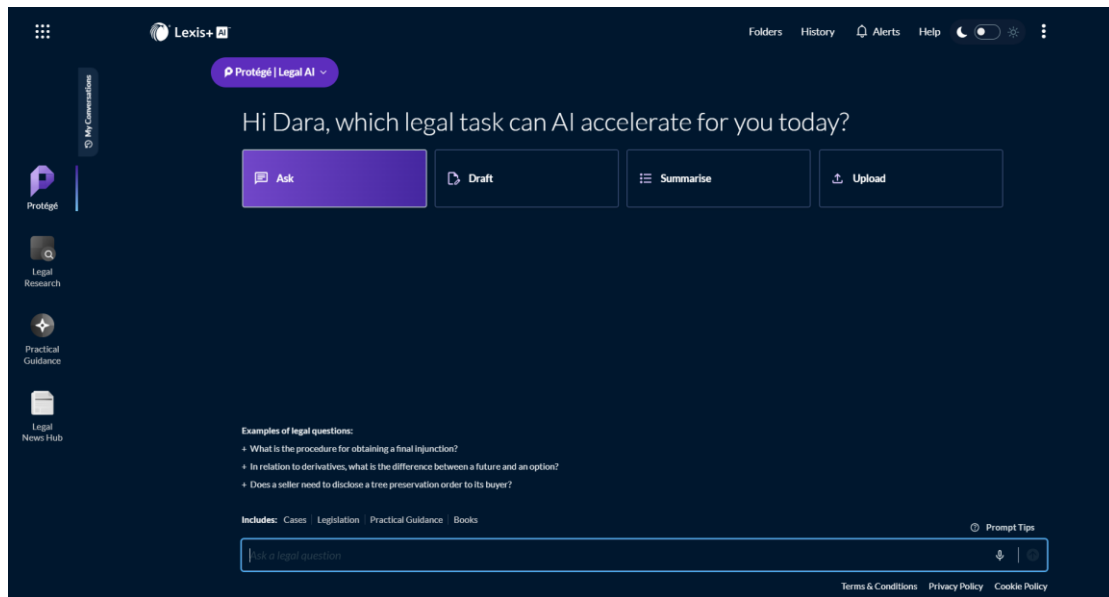 Lexis+ AI
Folders History Alerts Help
My Conversations
Protégé | Legal AI
Hi Dara, which legal task can AI accelerate for you today?
Ask Draft Summarise Upload
Protégé
Legal
Research
Practical
Guidance
Legal
News Hub
Examples of legal questions:
+ What is the procedure for obtaining a final injunction?
+ In relation to derivatives, what is the difference between a future and an option?
+ Does a seller need to disclose a tree preservation order to its buyer?
Includes: Cases | Legislation | Practical Guidance | Books
Prompt Tips
Ask a legal question
Terms & Conditions Privacy Policy Cookie Policy